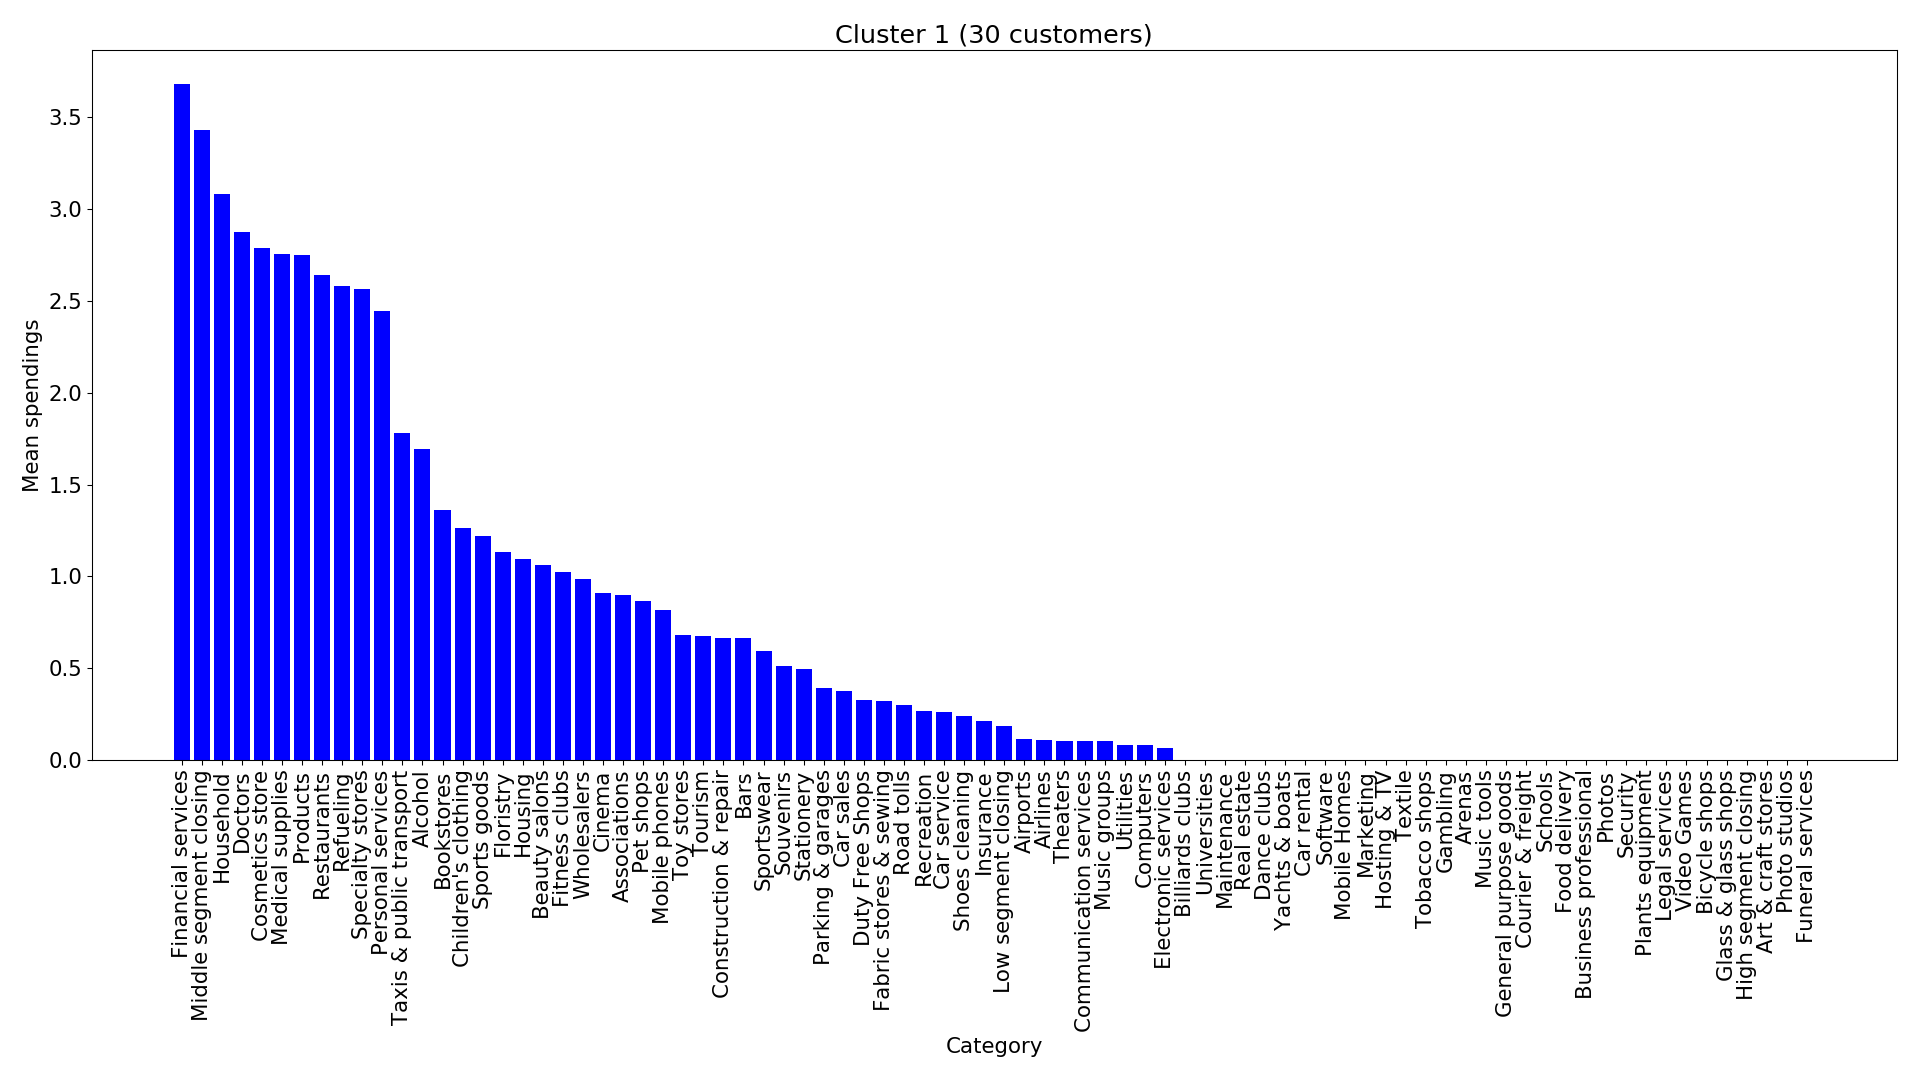 Cluster 1 (30 customers)
Mean spendings
3.5
3.0
2.5
2.0
1.5
1.0
0.5
0.0
Financial services
Middle segment closing
Household
Doctors
Cosmetics store
Medical supplies
Products
Restaurants
Refueling
Specialty stores
Personal services
Taxis & public transport
Alcohol
Bookstores
Children's clothing
Sports goods
Floristry
Housing
Beauty salons
Fitness clubs
Wholesalers
Cinema
Associations
Pet shops
Mobile phones
Toy stores
Tourism
Construction & repair
Bars
Sportswear
Souvenirs
Stationery
Parking & garages
Car sales
Duty Free Shops
Fabric stores & sewing
Road tolls
Recreation
Car service
Shoes cleaning
Insurance
Low segment closing
Airports
Airlines
Theaters
Communication services
Music groups
Utilities
Computers
Electronic services
Billiards clubs
Universities
Maintenance
Real estate
Dance clubs
Yachts & boats
Car rental
Software
Mobile Homes
Marketing
Hosting & TV
Textile
Tobacco shops
Gambling
Arenas
Music tools
General purpose goods
Courier & freight
Schools
Food delivery
Business professional
Photos
Security
Plants equipment
Legal services
Video Games
Bicycle shops
Glass & glass shops
High segment closing
Art & craft stores
Photo studios
Funeral services
Category